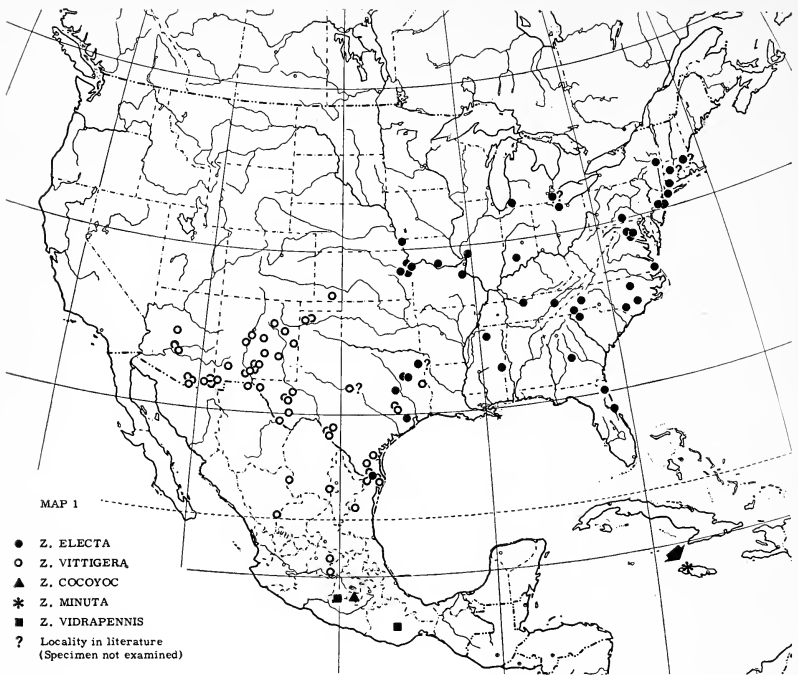 MAP 1
● Z. ELECTA
○ Z. VITTIGERA
▲ Z. COCOYOC
* Z. MINUTA
■ Z. VIDRAPENNIS
? Locality in literature
(Specimen not examined)
?
?
?
?
?
?